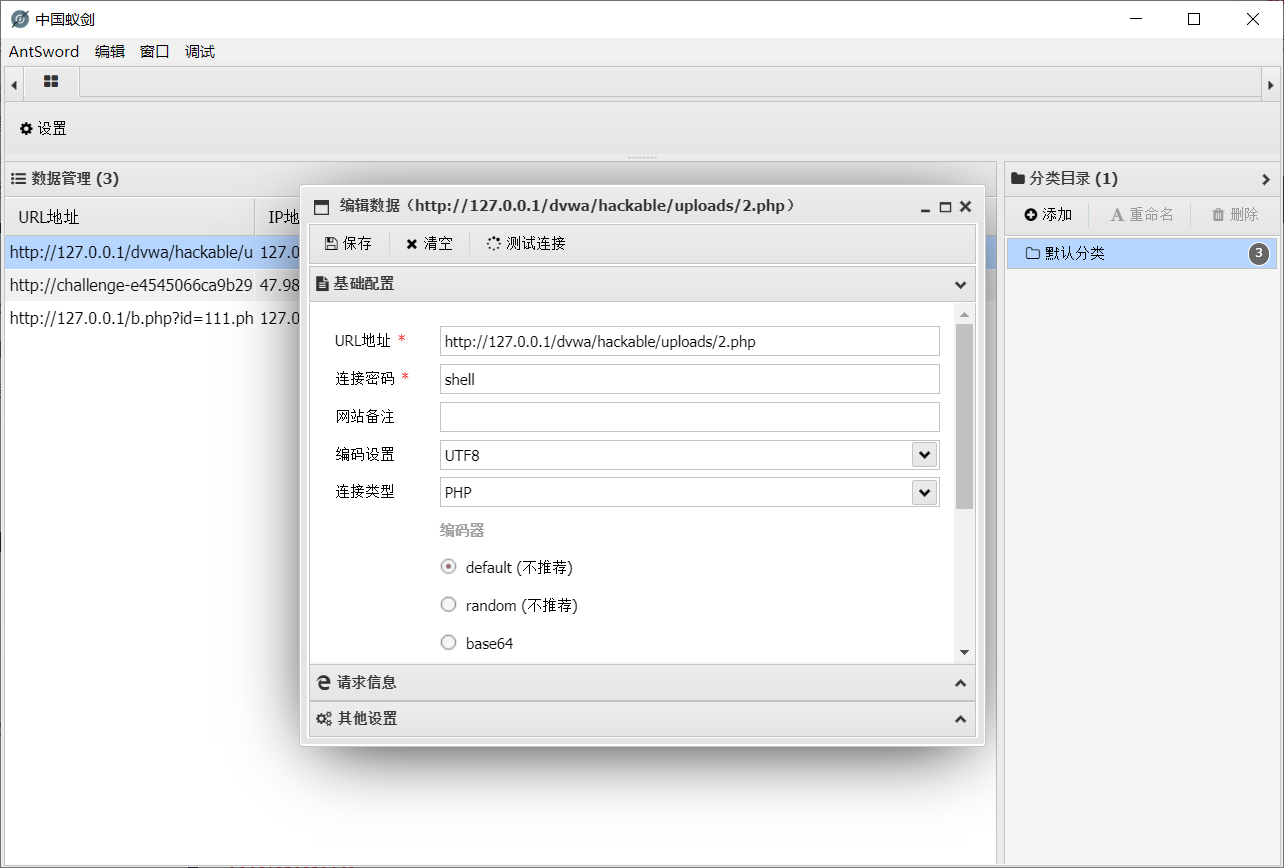 中国蚁剑
AntSword 编辑 窗口 调试
设置
数据管理 (3)
URL地址 IP地
http://127.0.0.1/dvwa/hackable/u 127.0
http://challenge-e4545066ca9b29 47.98
http://127.0.0.1/b.php?id=111.ph 127.0
编辑数据（http://127.0.0.1/dvwa/hackable/uploads/2.php）
保存 清空 测试连接
基础配置
URL地址 * http://127.0.0.1/dvwa/hackable/uploads/2.php
连接密码 * shell
网站备注
编码设置 UTF8
连接类型 PHP
编码器
default (不推荐)
random (不推荐)
base64
请求信息
其他设置
分类目录 (1)
添加 重命名 删除
默认分类 3